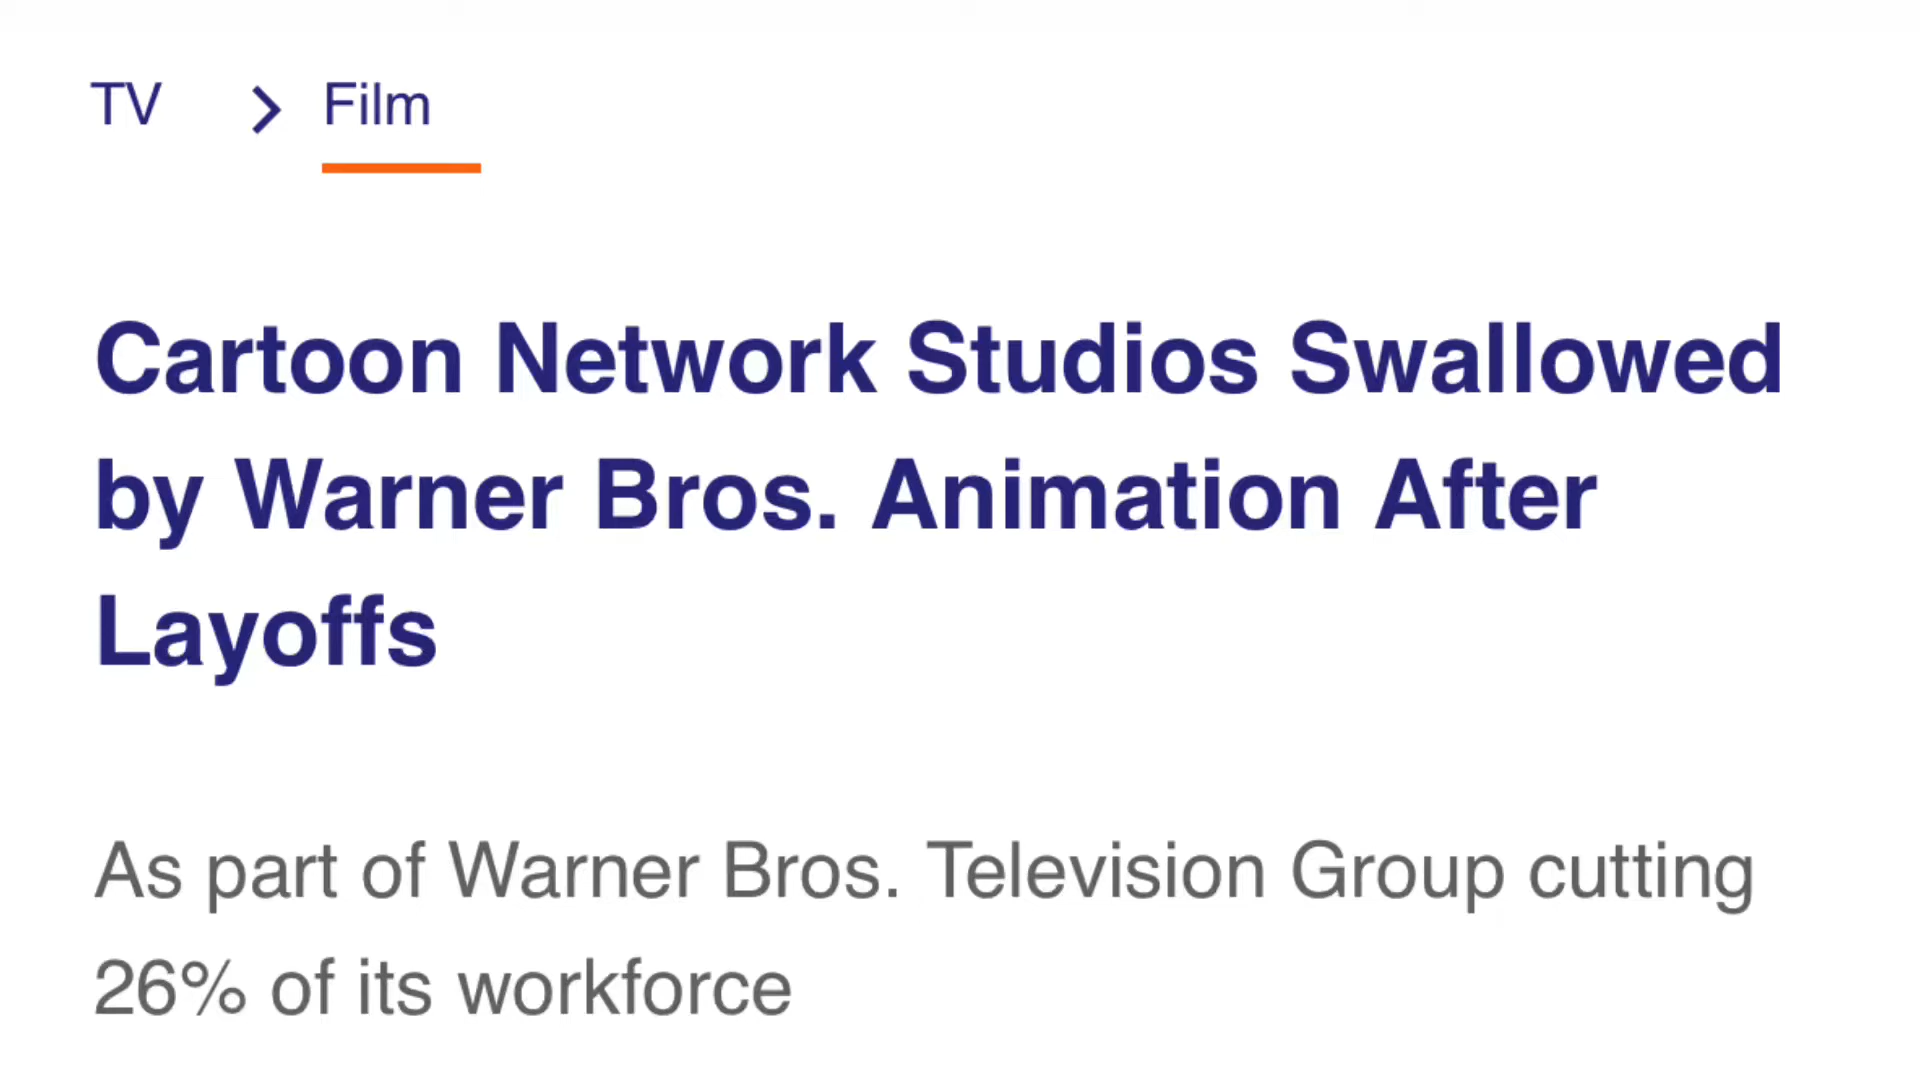 TV > Film
Cartoon Network Studios Swallowed
by Warner Bros. Animation After
Layoffs
As part of Warner Bros. Television Group cutting
26% of its workforce